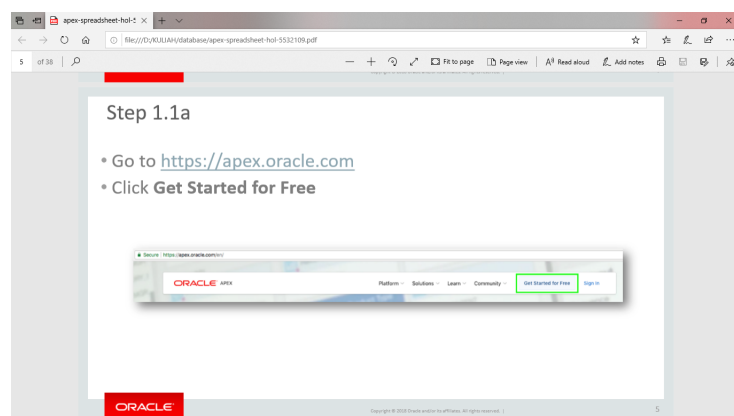 apex-spreadsheet-hol-5
file:///D:/KULIAH/database/apex-spreadsheet-hol-5532109.pdf
5 of 38 Fit to page Page view Read aloud Add notes
Step 1.1a
• Go to https://apex.oracle.com
• Click Get Started for Free
Secure https://apex.oracle.com/en/
ORACLE APEX Platform Solutions Learn Community Get Started for Free Sign In
ORACLE Copyright © 2018 Oracle and/or its affiliates. All rights reserved. | 5